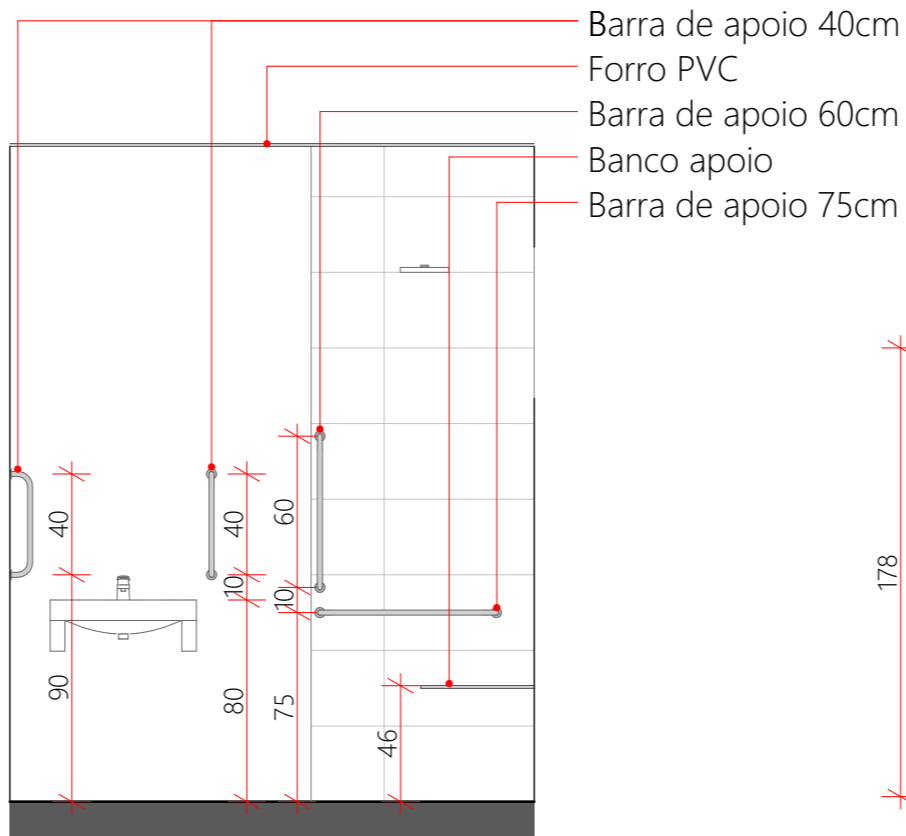 Barra de apoio 40cm
Forro PVC
Barra de apoio 60cm
Banco apoio
Barra de apoio 75cm
40
90
40
10
80
60
10
75
46
178